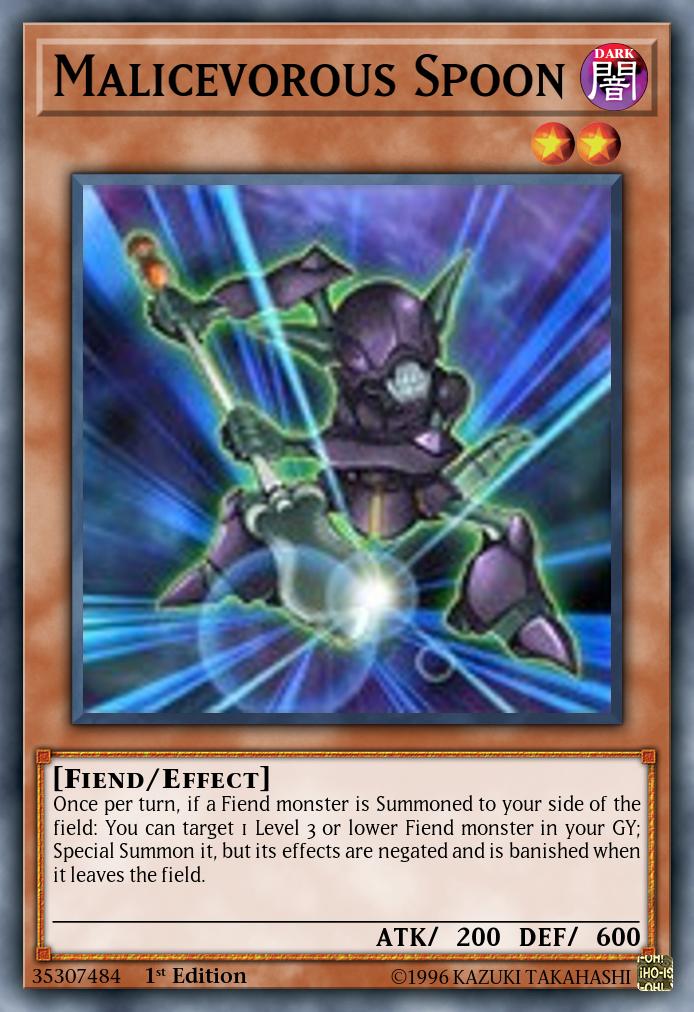 Malicevorous Spoon
DARK
闇
[Fiend/Effect]
Once per turn, if a Fiend monster is Summoned to your side of the
field: You can target 1 Level 3 or lower Fiend monster in your GY;
Special Summon it, but its effects are negated and is banished when
it leaves the field.
ATK/ 200 DEF/ 600
35307484 1st Edition ©1996 KAZUKI TAKAHASHI